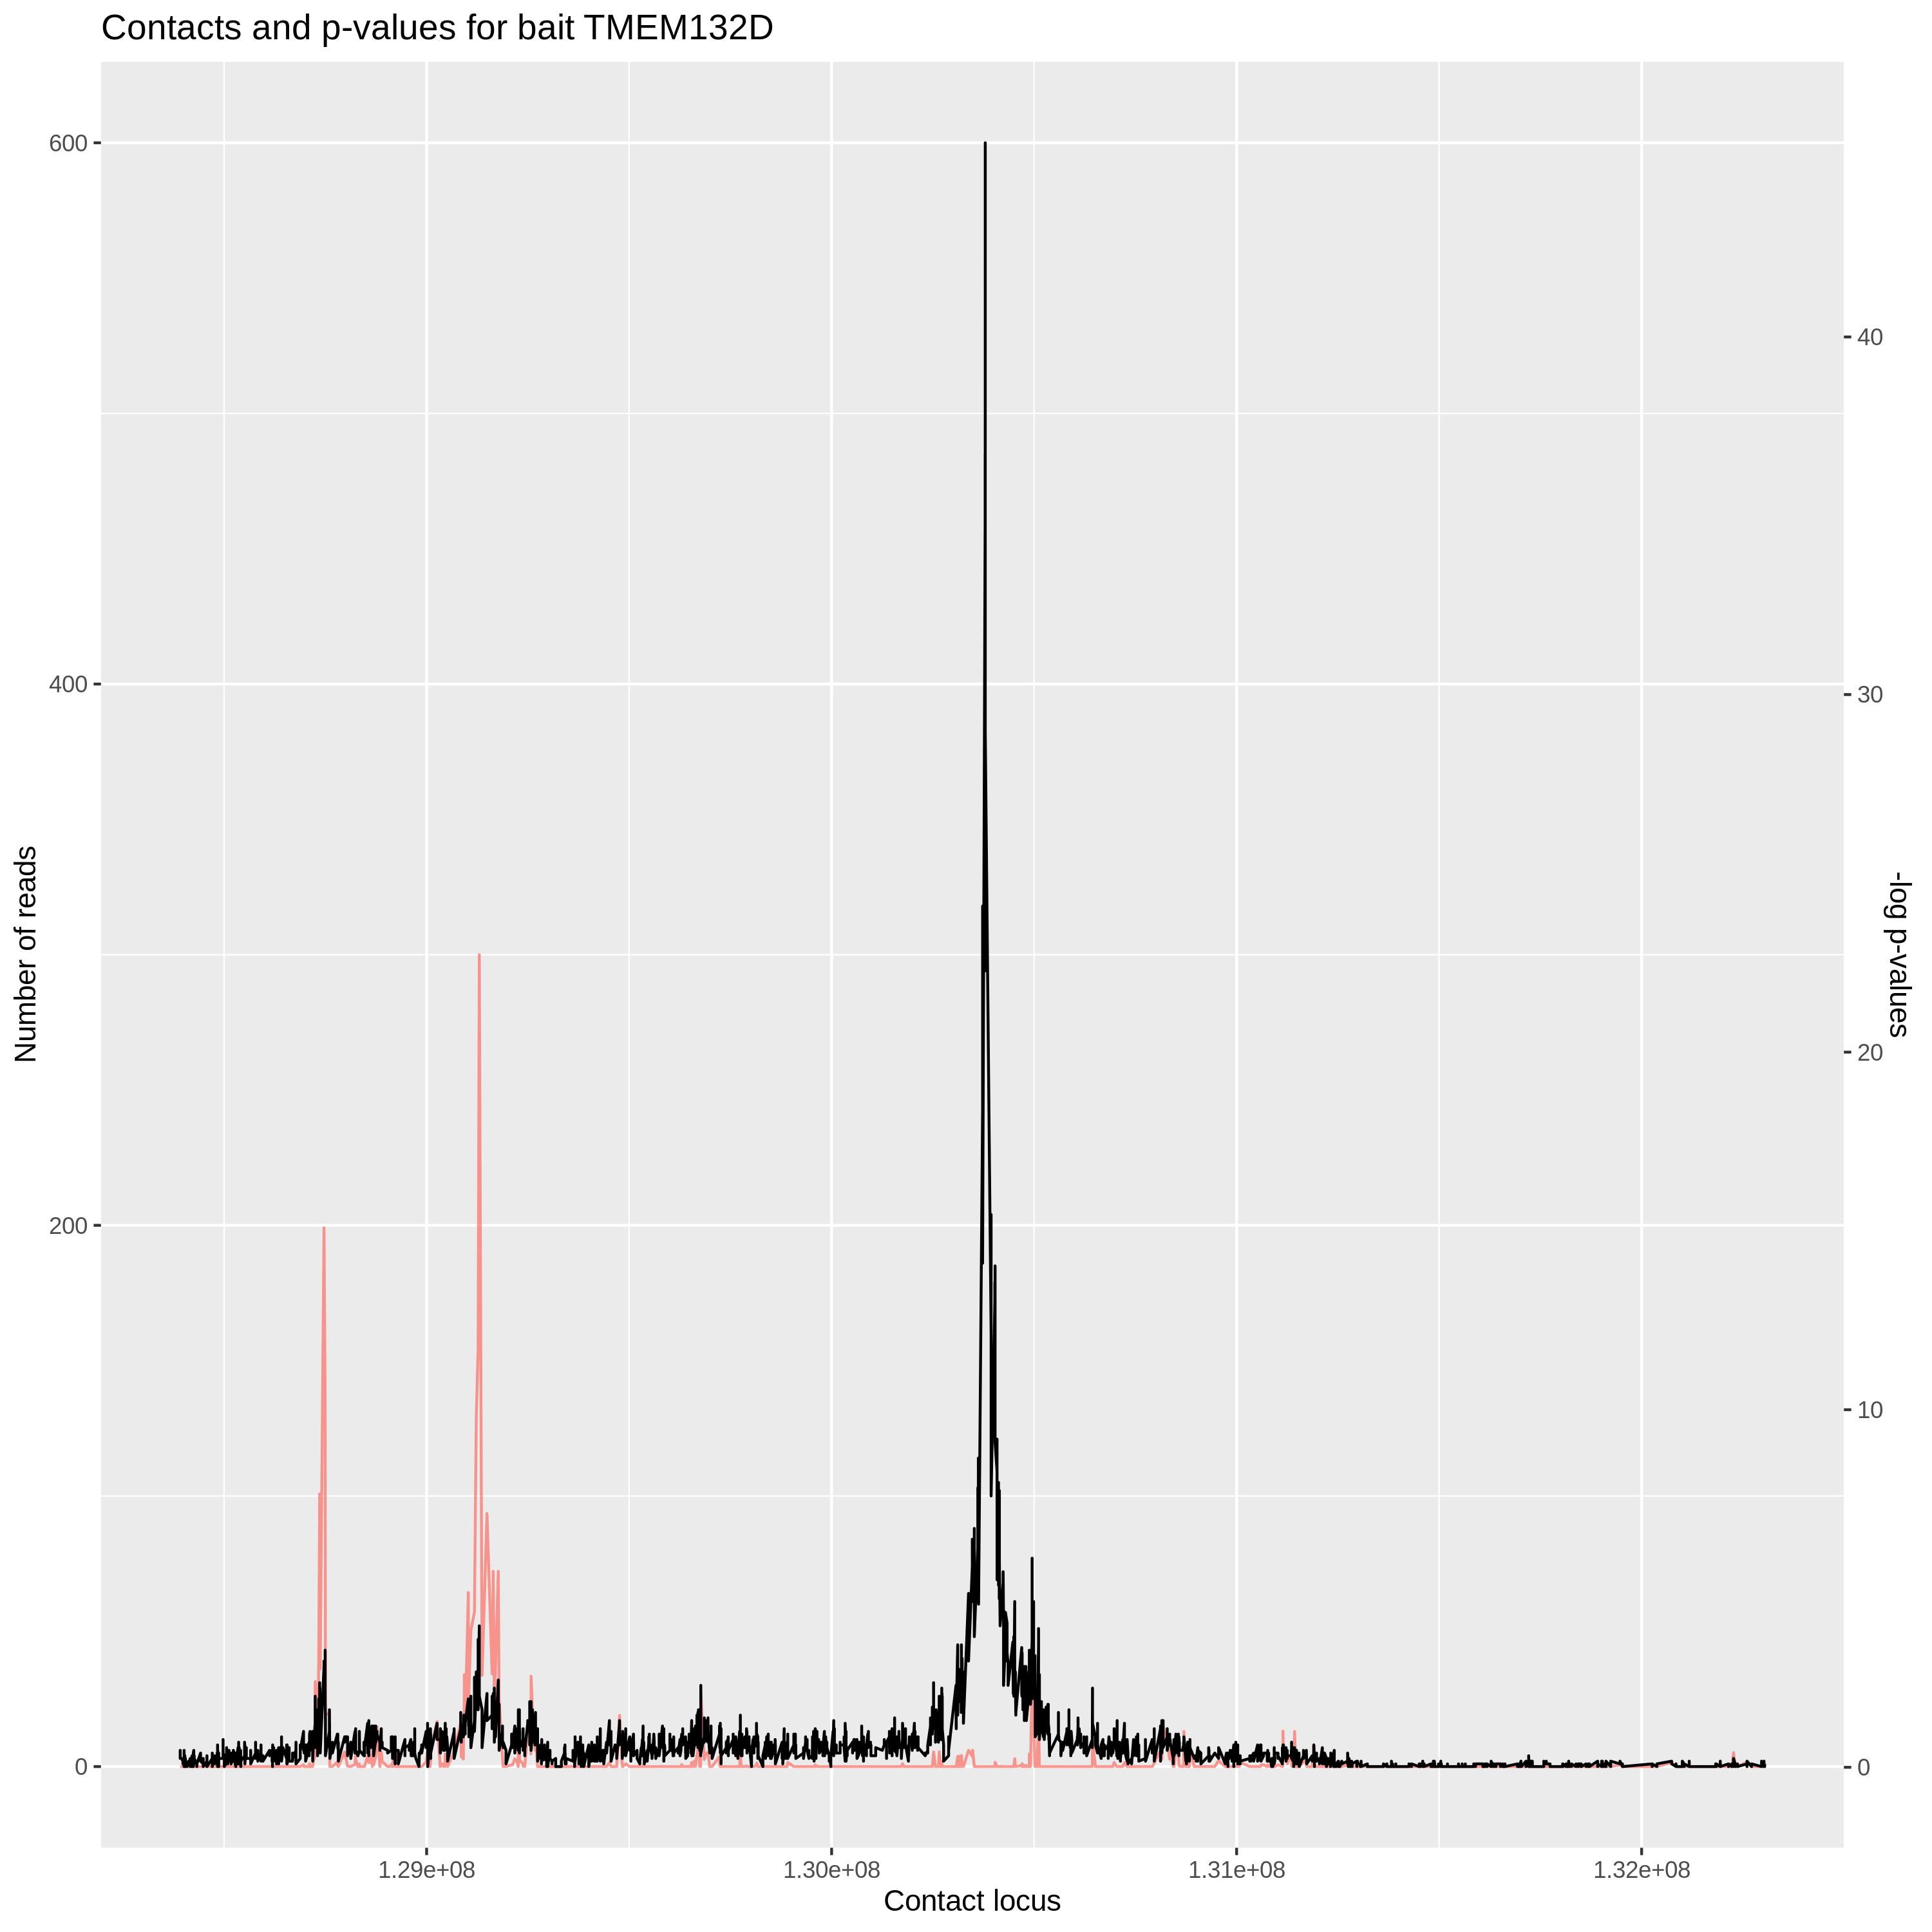 Contacts and p-values for bait TMEM132D
600
400
200
0
Number of reads
40
30
20
10
0
-log p-values
1.29e+08
1.30e+08
1.31e+08
1.32e+08
Contact locus